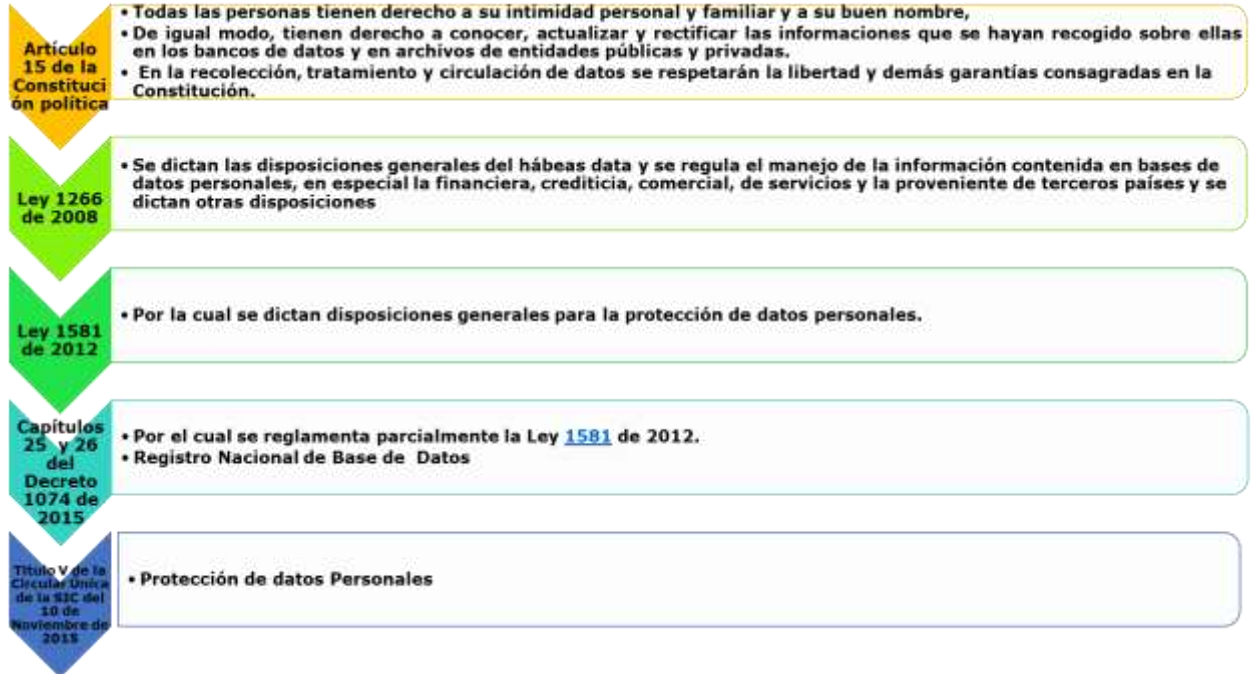 Artículo
15 de la
Constituci
ón política
• Todas las personas tienen derecho a su intimidad personal y familiar y a su buen nombre,
• De igual modo, tienen derecho a conocer, actualizar y rectificar las informaciones que se hayan recogido sobre ellas
en los bancos de datos y en archivos de entidades públicas y privadas.
• En la recolección, tratamiento y circulación de datos se respetarán la libertad y demás garantías consagradas en la
Constitución.
Ley 1266
de 2008
• Se dictan las disposiciones generales del hábeas data y se regula el manejo de la información contenida en bases de
datos personales, en especial la financiera, crediticia, comercial, de servicios y la proveniente de terceros países y se
dictan otras disposiciones
Ley 1581
de 2012
• Por la cual se dictan disposiciones generales para la protección de datos personales.
Capítulos
25 y 26
del
Decreto
1074 de
2015
• Por el cual se reglamenta parcialmente la Ley 1581 de 2012.
• Registro Nacional de Base de Datos
Titulo V de la
Circular Única
de la SIC del
10 de
Noviembre de
2015
• Protección de datos Personales